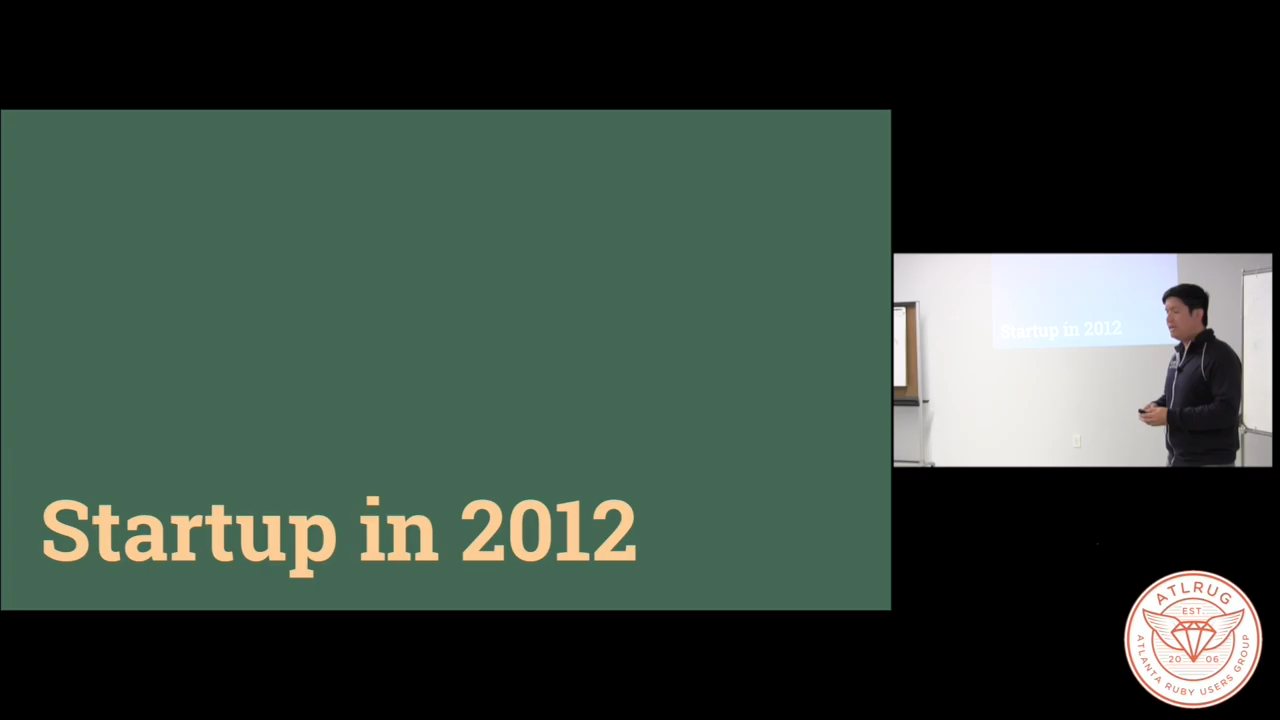 Startup in 2012
Startup in 2012
ATLRUG
EST.
20 06
ATLANTA RUBY USERS GROUP